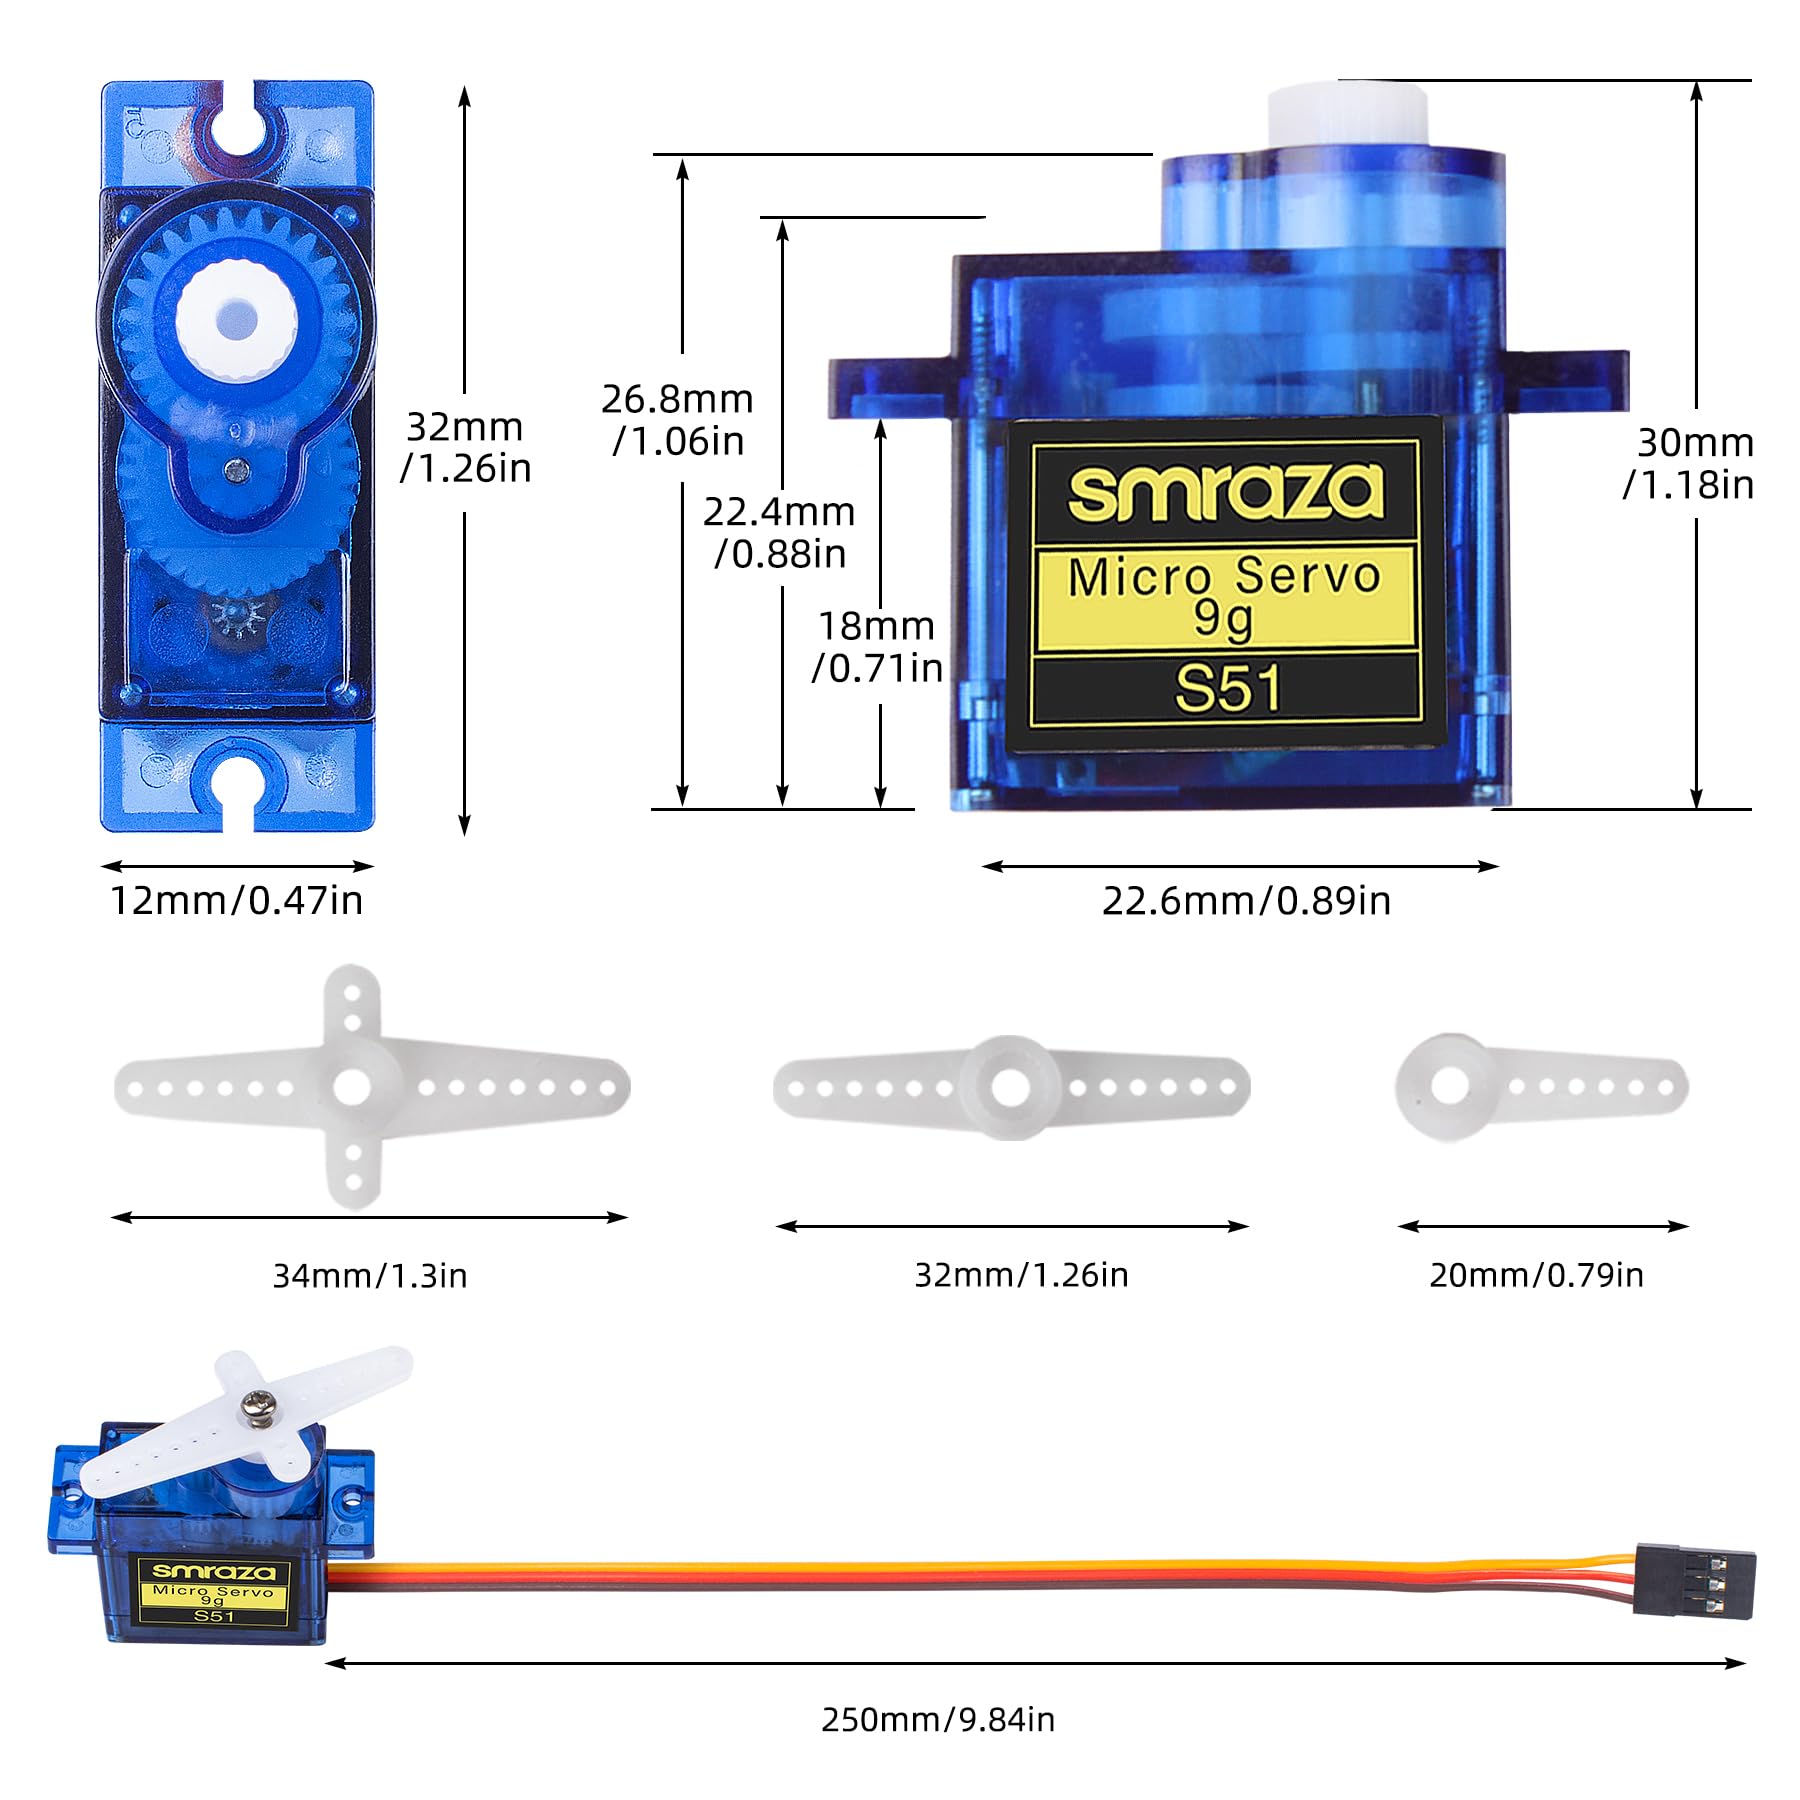 32mm
/1.26in
12mm/0.47in
26.8mm
/1.06in
22.4mm
/0.88in
18mm
/0.71in
30mm
/1.18in
smraza
Micro Servo
9g
S51
22.6mm/0.89in
34mm/1.3in
32mm/1.26in
20mm/0.79in
smraza
Micro Servo
9g
S51
250mm/9.84in